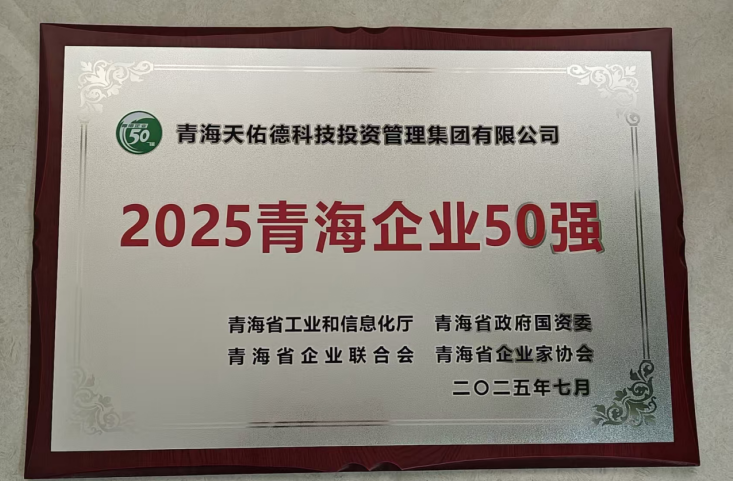 50
青海天佑德科技投资管理集团有限公司
2025青海企业50强
青海省工业和信息化厅 青海省政府国资委
青海省企业联合会 青海省企业家协会
二〇二五年七月